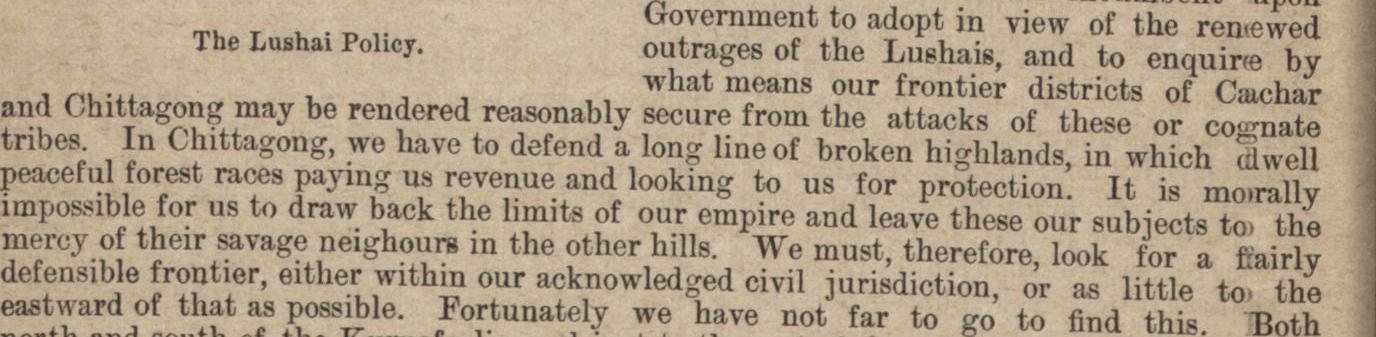 upon
Government to adopt in view of the renewed
The Lushai Policy.
outrages of the Lushais, and to enquire by
what means our frontier districts of Cachar
and Chittagong may be rendered reasonably secure from the attacks of these or cognate
tribes. In Chittagong, we have to defend a long line of broken highlands, in which dwell
peaceful forest races paying us revenue and looking to us for protection. It is morally
impossible for us to draw back the limits of our empire and leave these our subjects to the
mercy of their savage neighours in the other hills. We must, therefore, look for a fairly
defensible frontier, either within our acknowledged civil jurisdiction, or as little to the
eastward of that as possible. Fortunately we have not far to go to find this. Both
north and south of the